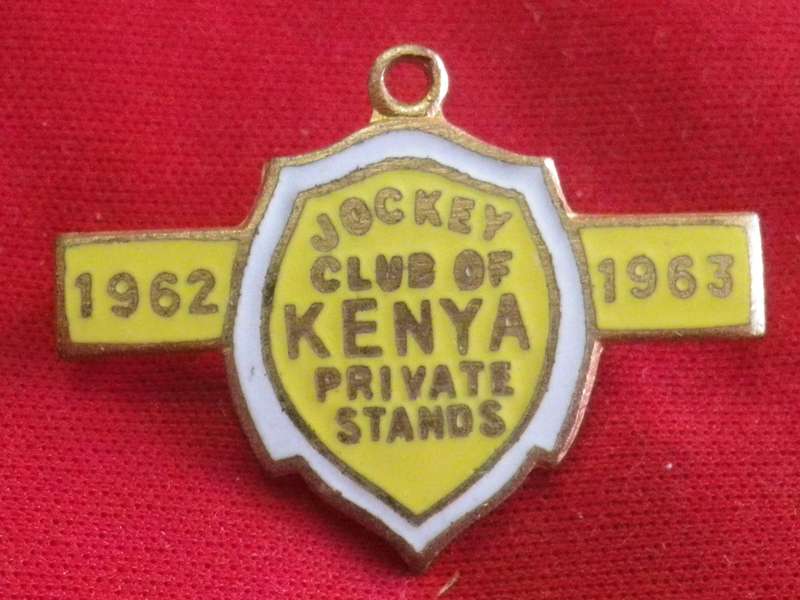 JOCKEY
CLUB OF
1962 KENYA 1963
PRIVATE
STANDS